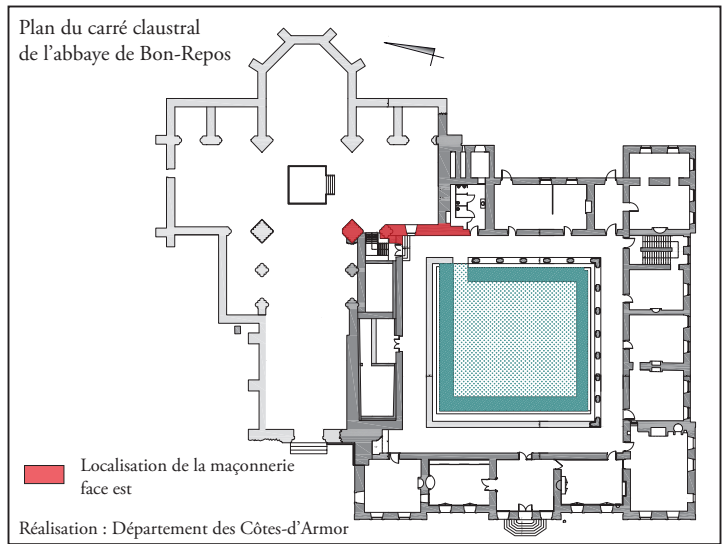 Plan du carré claustral
de l’abbaye de Bon-Repos
Localisation de la maçonnerie
face est
Réalisation : Département des Côtes-d’Armor